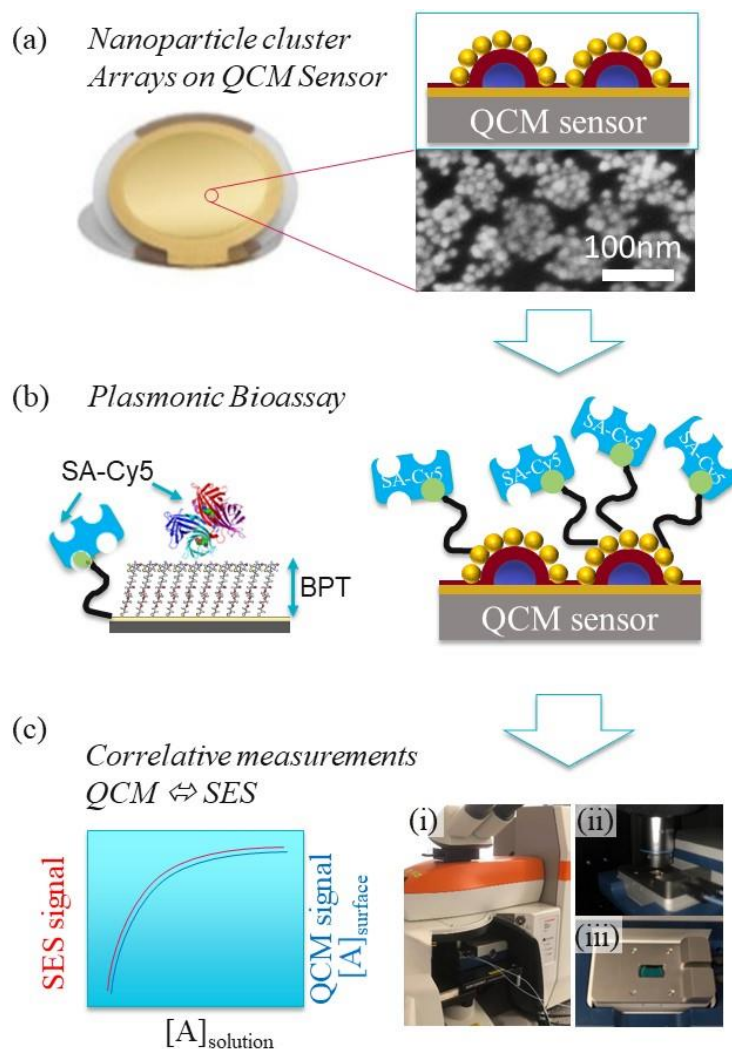 (a) Nanoparticle cluster
Arrays on QCM Sensor
QCM sensor
100nm
(b) Plasmonic Bioassay
SA-Cy5
BPT
SA-Cy5
SA-Cy5
SA-Cy5
SA-Cy5
QCM sensor
(c) Correlative measurements
QCM ⇔ SES
SES signal
QCM signal
[A]surface
[A]solution
(i)
(ii)
(iii)